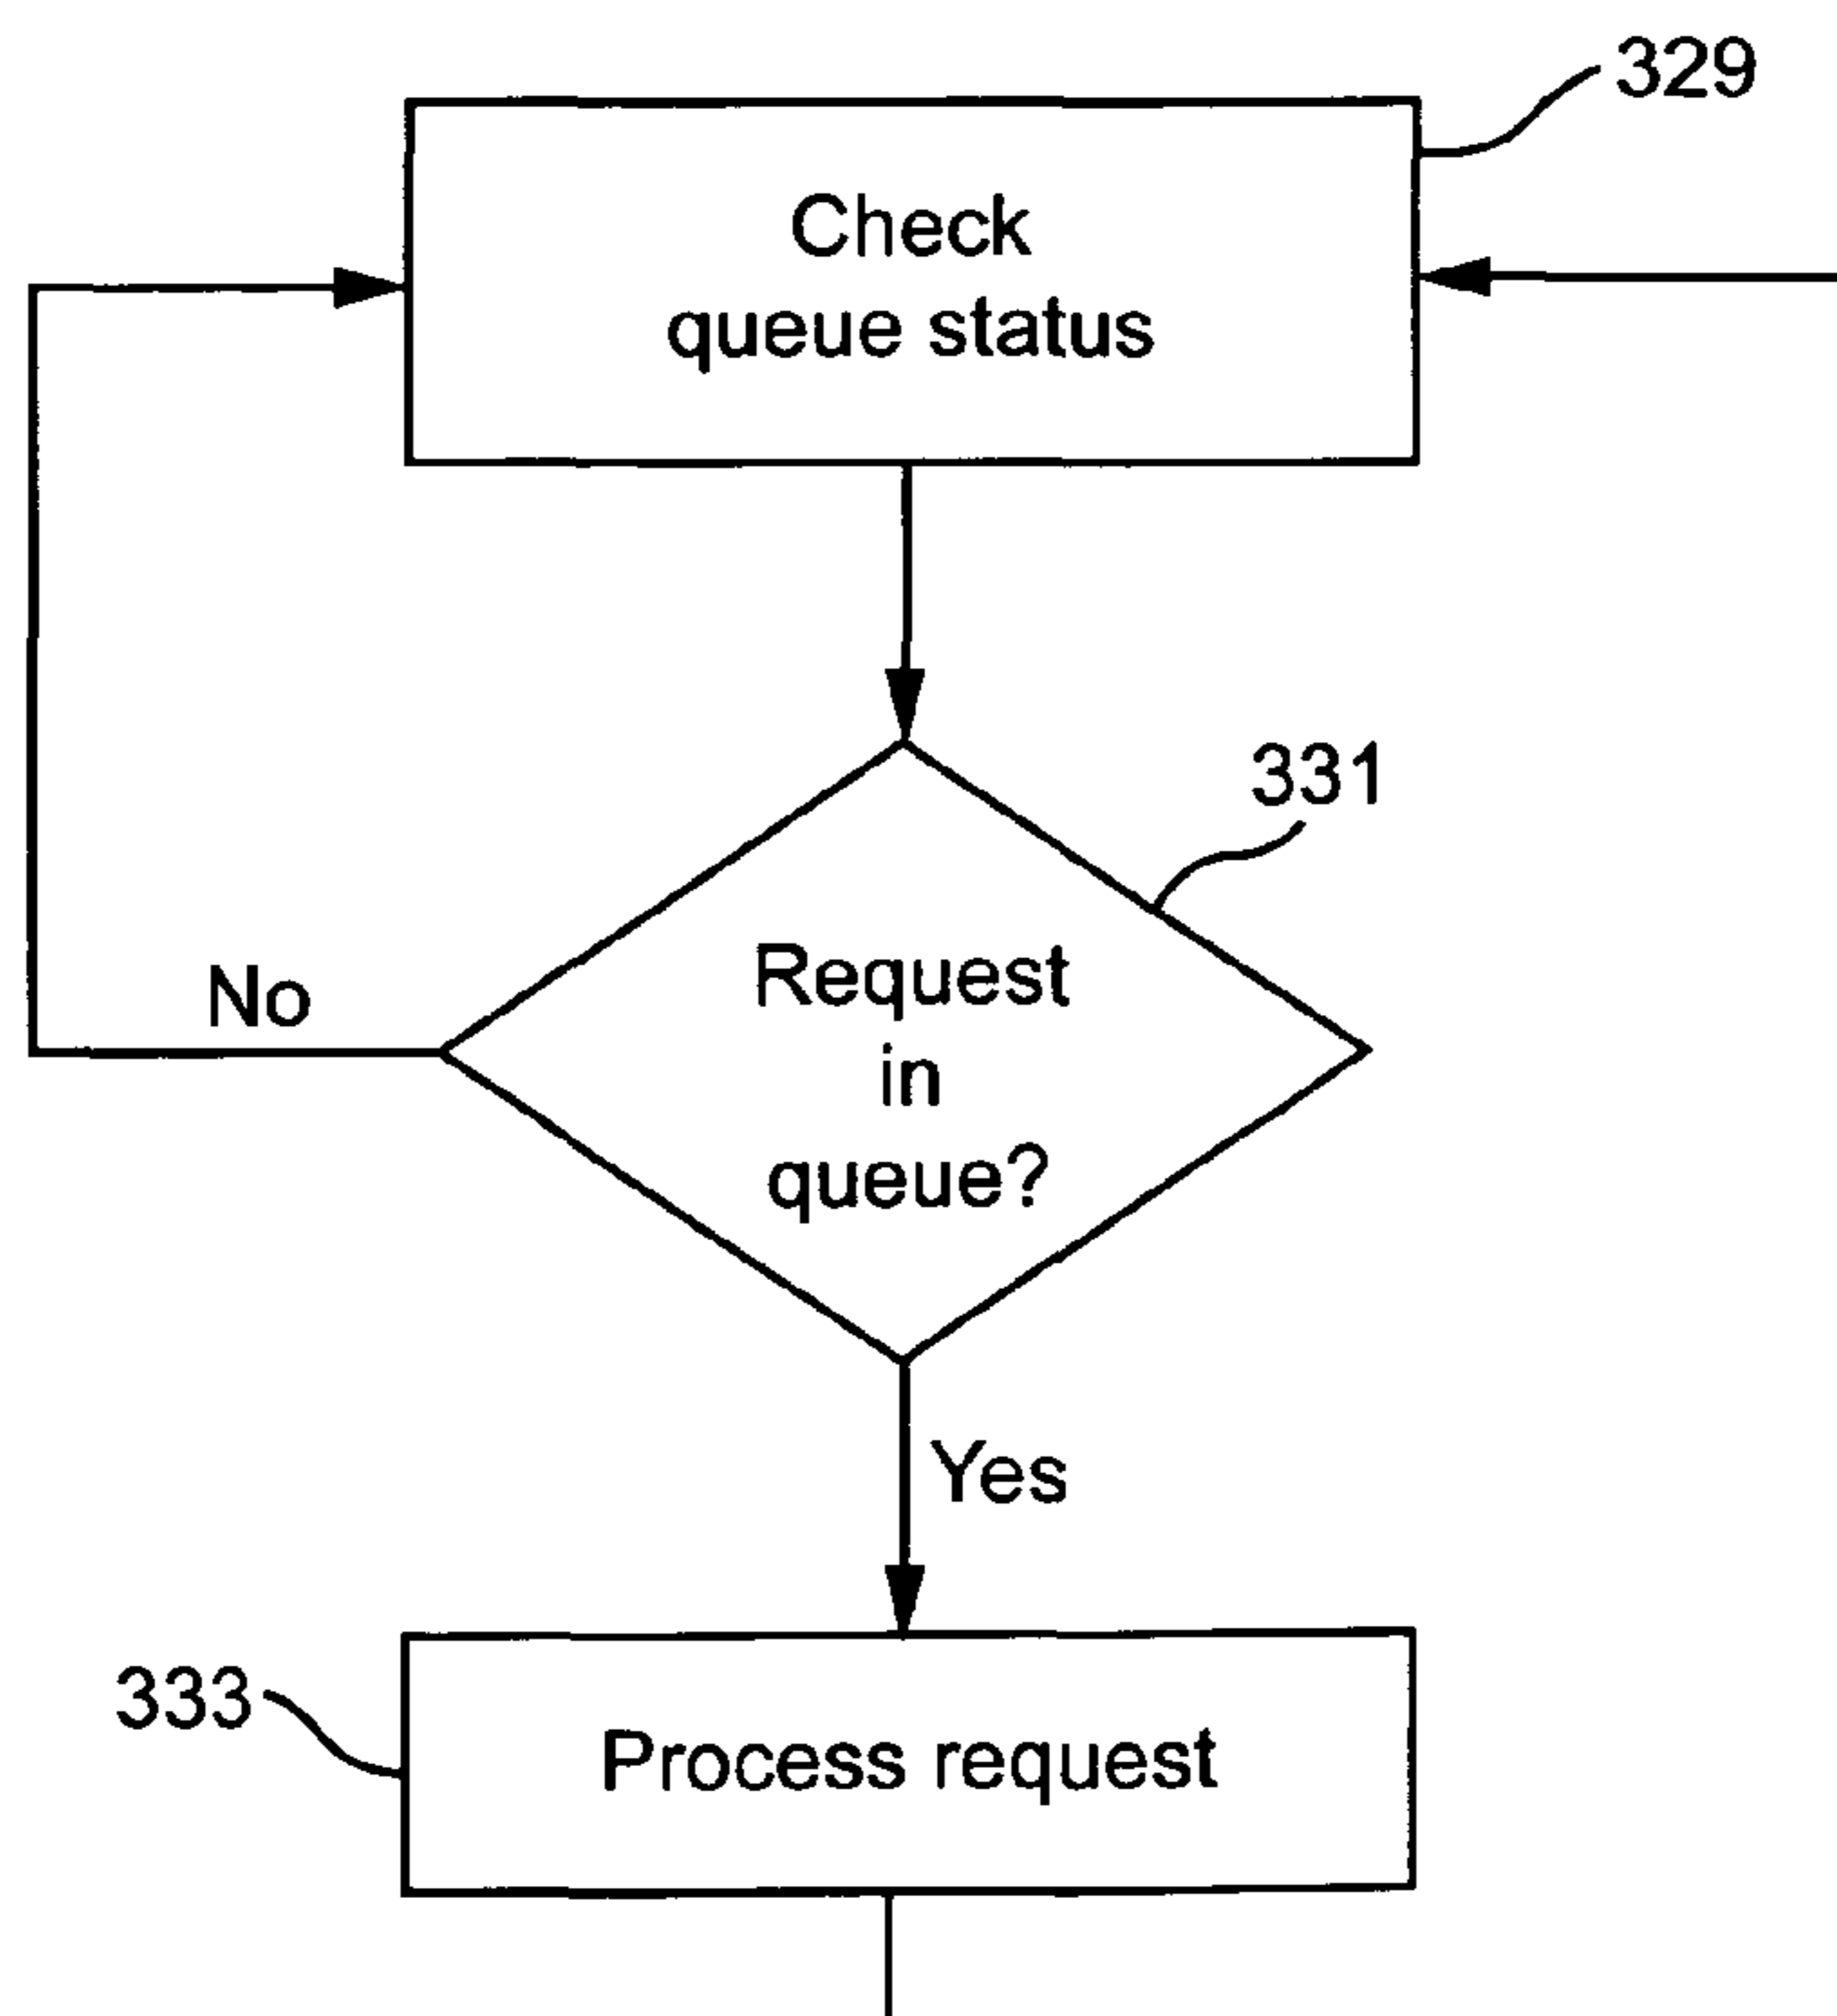 329
Check
queue status
331
Request
in
queue?
No
Yes
333
Process request